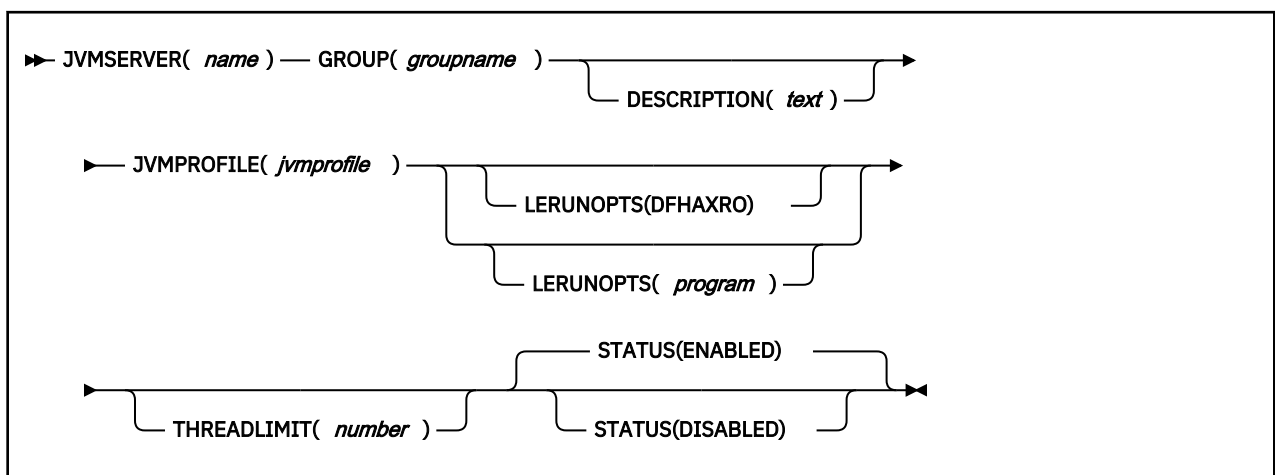 JVMSERVER( name ) GROUP( groupname )
DESCRIPTION( text )
JVMPROFILE( jvmprofile )
LERUNOPTS(DFHAXRO)
LERUNOPTS( program )
STATUS(ENABLED)
THREADLIMIT( number ) STATUS(DISABLED)